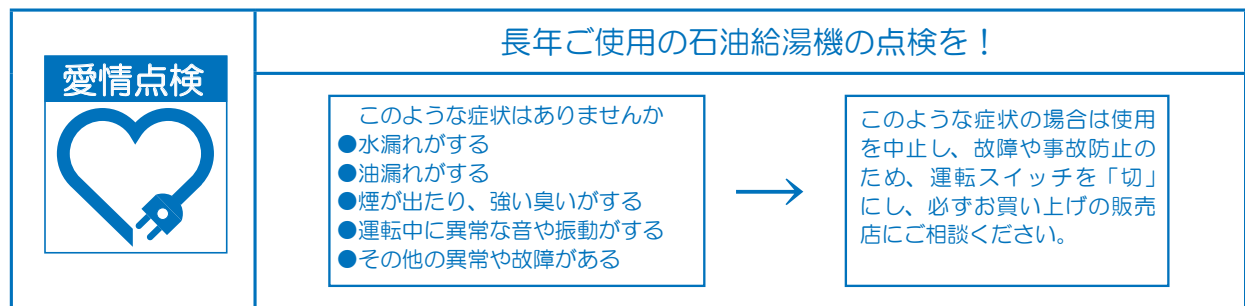 愛情点検
長年ご使用の石油給湯機の点検を！
このような症状はありませんか
●水漏れがする
●油漏れがする
●煙が出たり、強い臭いがする
●運転中に異常な音や振動がする
●その他の異常や故障がある
このような症状の場合は使用
を中止し、故障や事故防止の
ため、運転スイッチを「切」
にし、必ずお買い上げの販売
店にご相談ください。